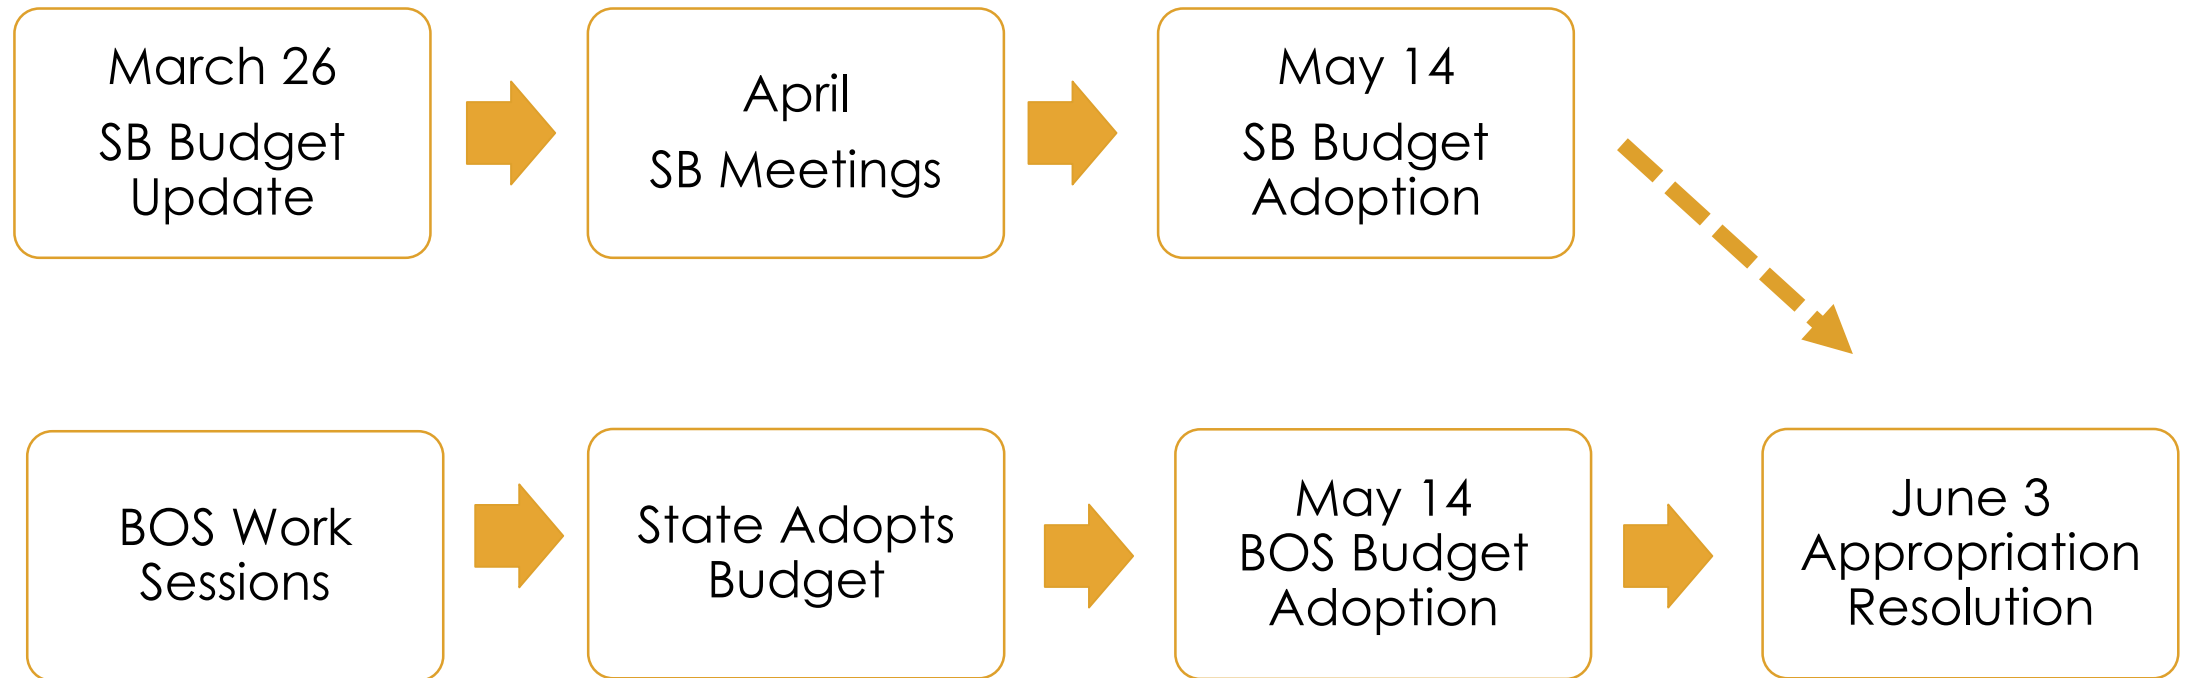 March 26
SB Budget
Update
April
SB Meetings
May 14
SB Budget
Adoption
BOS Work
Sessions
State Adopts
Budget
May 14
BOS Budget
Adoption
June 3
Appropriation
Resolution